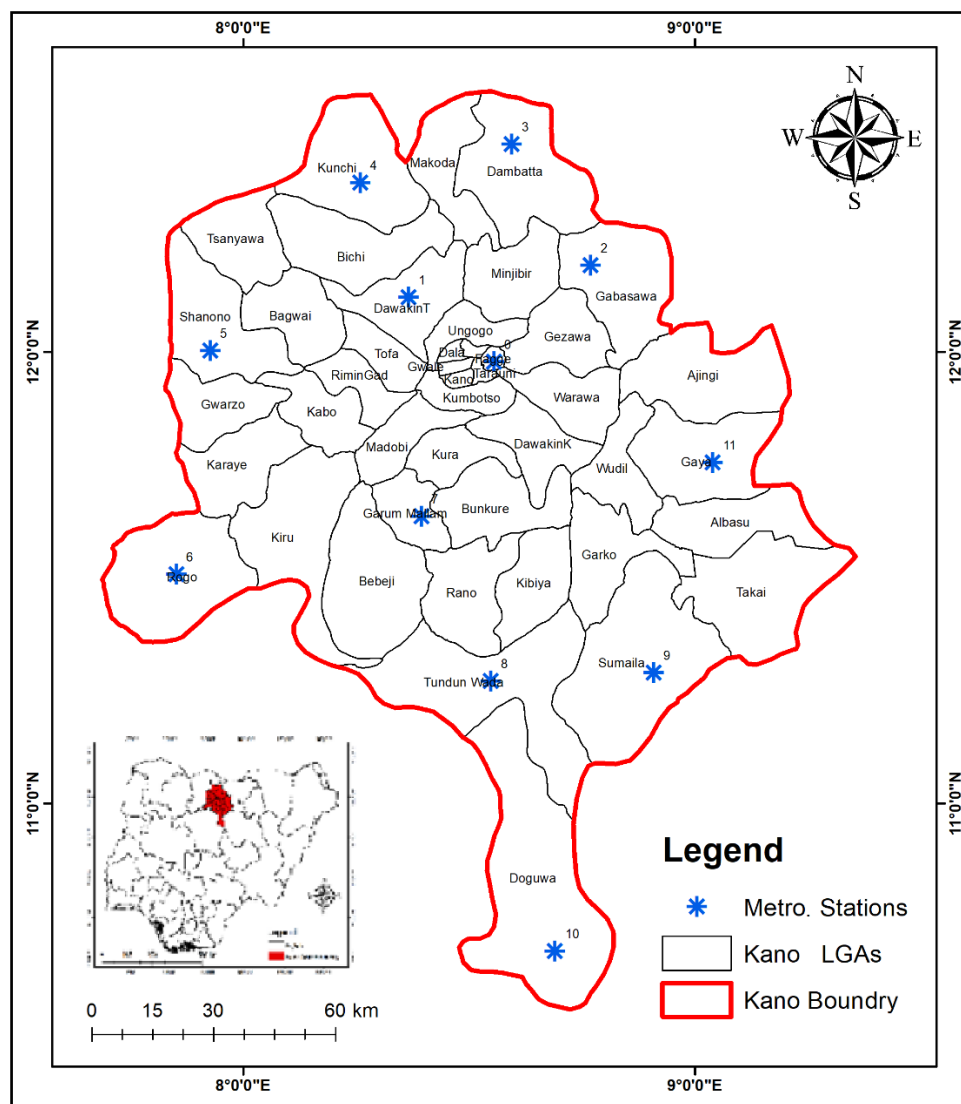 8°0'0"E
9°0'0"E
N
W
E
S
3
4
Makoda
Kunchi
Dambatta
Tsanyawa
Bichi
2
Minjibir
1
Gabasawa
DawakinT
Shanono
Bagwai
5
Ungogo
Gezawa
12°0'0"N
12°0'0"N
Tofa
Dala
Fagge
Gwale
RiminGad
Tarauni
Kano
Ajingi
Gwarzo
Kabo
Kumbotso
Warawa
Madobi
Kura
DawakinK
11
Karaye
Wudil
Gaya
7
Garum Mallam
Bunkure
Albasu
Kiru
Garko
6
Rogo
Bebeji
Rano
Kibiya
Takai
8
9
Sumaila
Tundun Wada
11°0'0"N
11°0'0"N
Doguwa
10
Legend
Metro. Stations
Kano LGAs
Kano Boundry
0 15 30 60 km
8°0'0"E
9°0'0"E